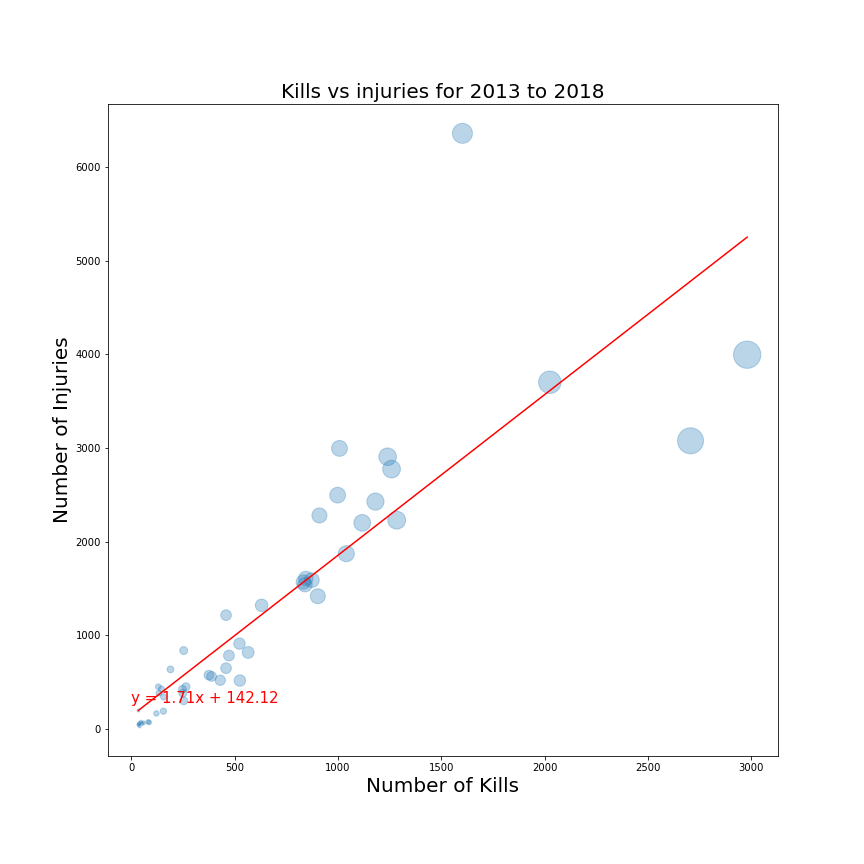 Kills vs injuries for 2013 to 2018
Number of Injuries
6000
5000
4000
3000
2000
1000
0
y = 1.71x + 142.12
0 500 1000 1500 2000 2500 3000
Number of Kills